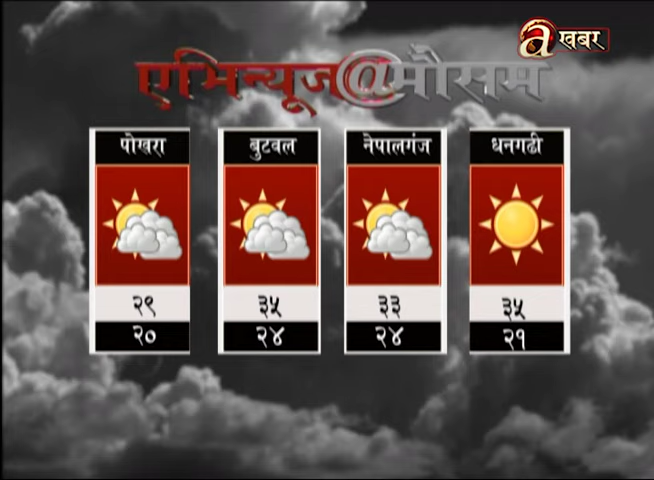 a खबर
एभिन्यूज@मौसम
पोखरा बुटवल नेपालगंज धनगढी
२९ ३५ ३३ ३५
२० २४ २४ २१